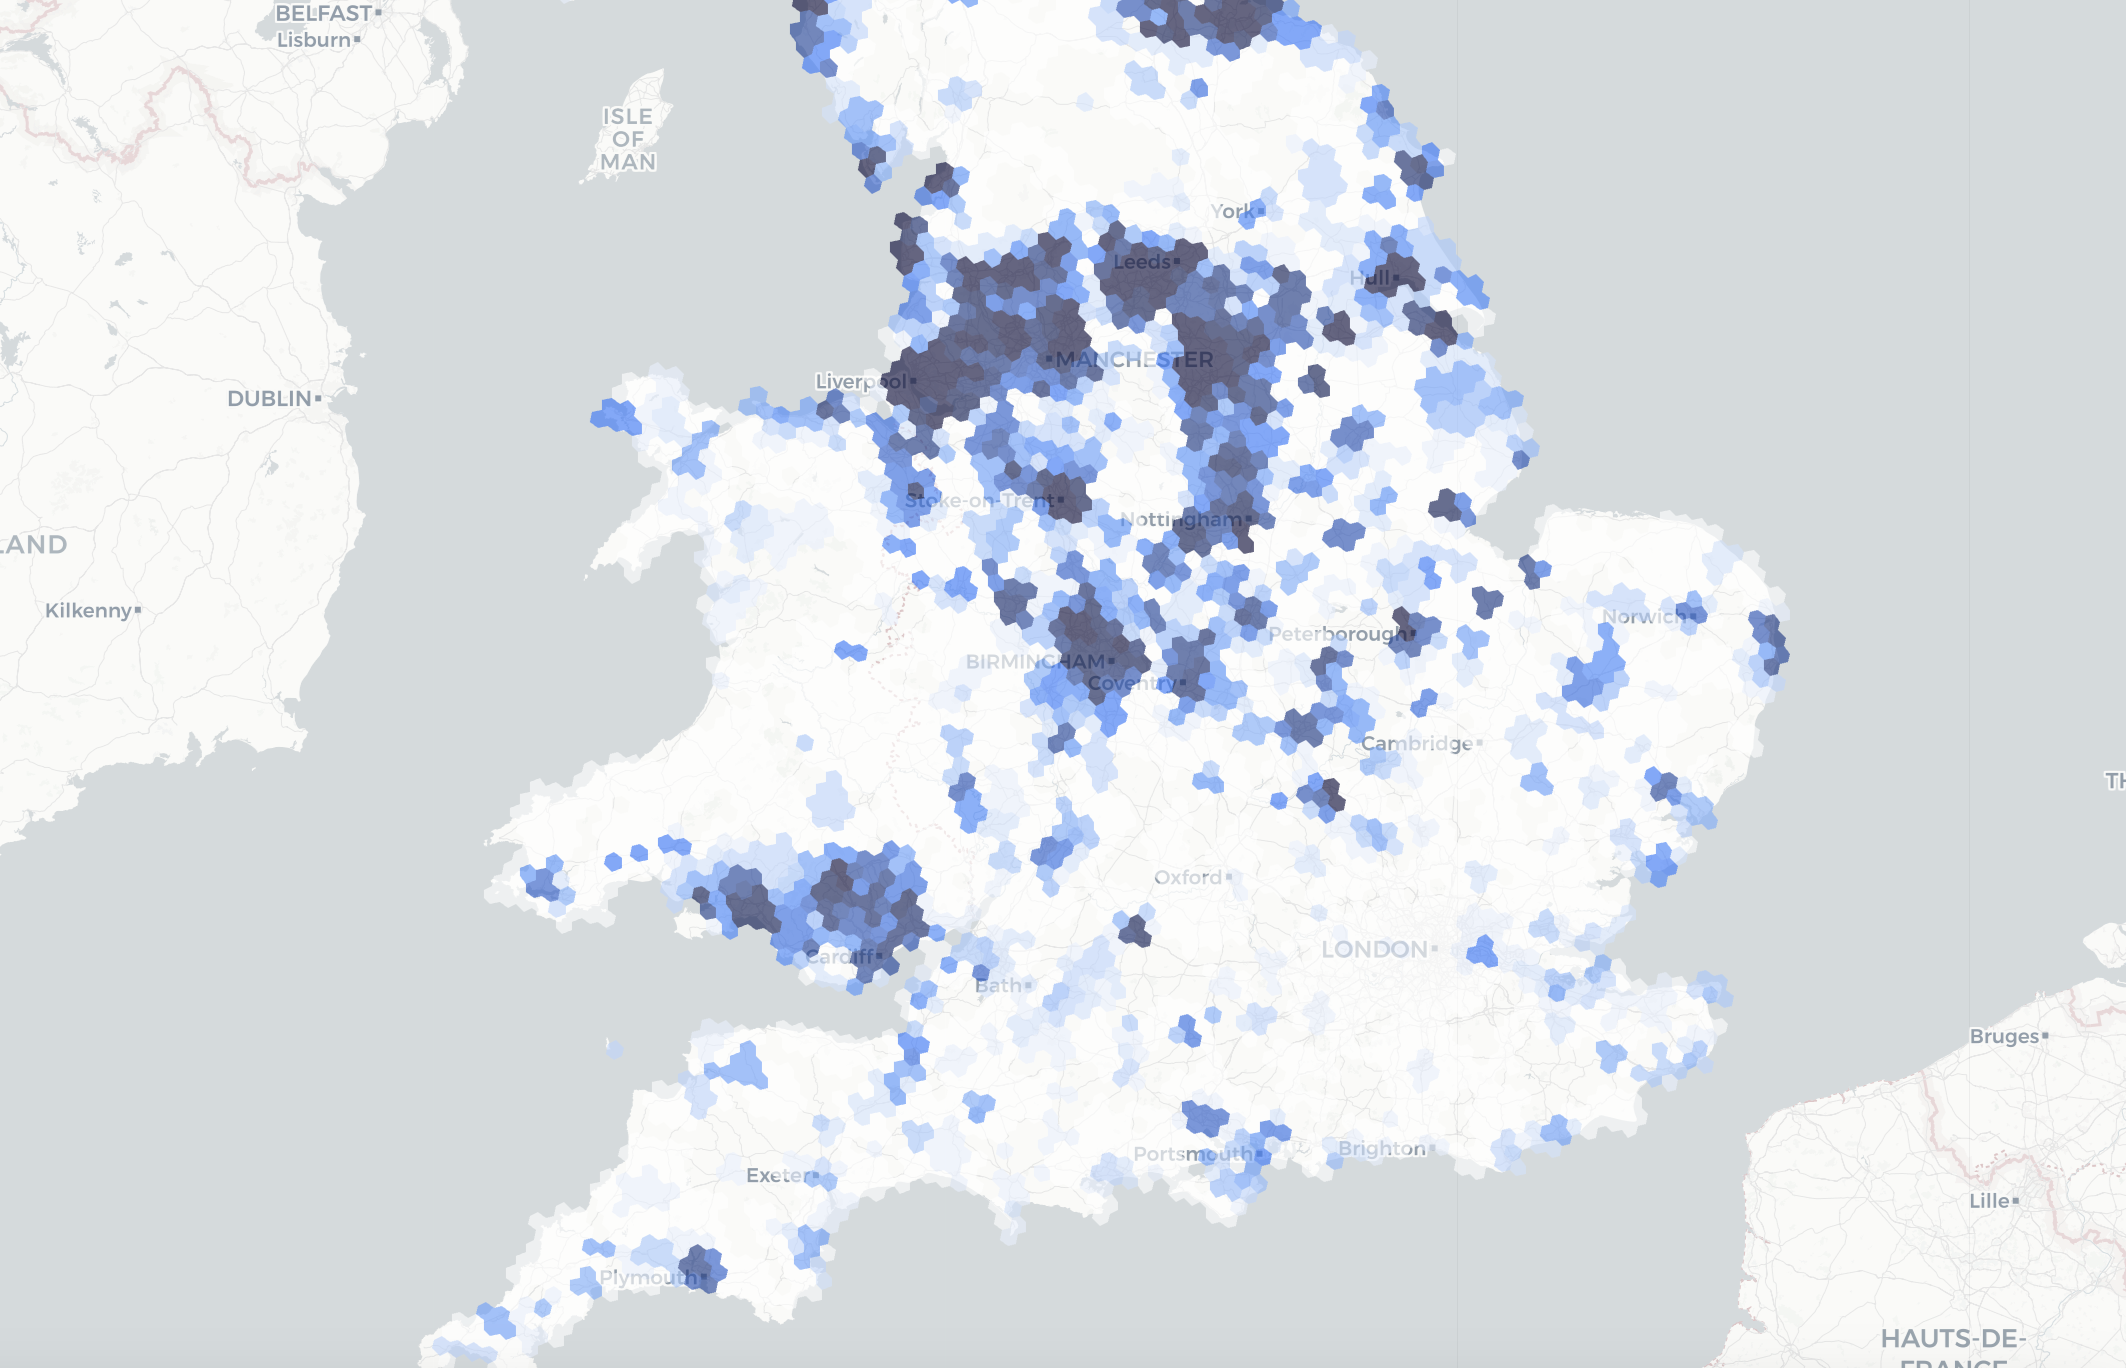 BELFAST
Lisburn
ISLE
OF
MAN
York
Leeds
Hull
MANCHESTER
Liverpool
DUBLIN
Stoke-on-Trent
Nottingham
LAND
Kilkenny
Norwich
Peterborough
BIRMINGHAM
Coventry
Cambridge
TH
Oxford
LONDON
Cardiff
Bath
Bruges
Portsmouth
Brighton
Exeter
Lille
Plymouth
HAUTS-DE-
FRANCE